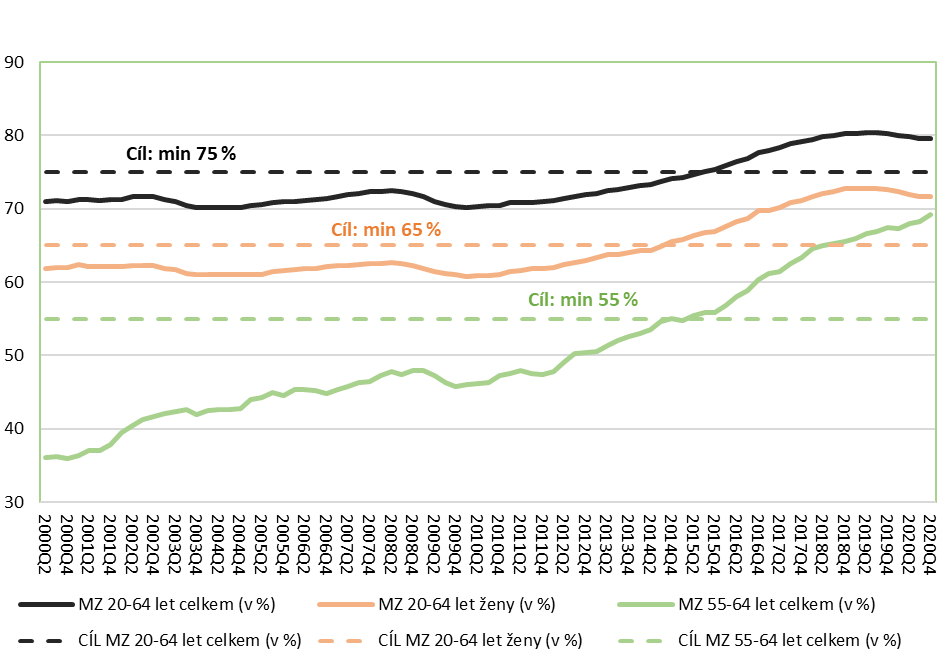 90
80
70
60
50
40
30
Cíl: min 75 %
Cíl: min 65 %
Cíl: min 55 %
2000Q2
2000Q4
2001Q2
2001Q4
2002Q2
2002Q4
2003Q2
2003Q4
2004Q2
2004Q4
2005Q2
2005Q4
2006Q2
2006Q4
2007Q2
2007Q4
2008Q2
2008Q4
2009Q2
2009Q4
2010Q2
2010Q4
2011Q2
2011Q4
2012Q2
2012Q4
2013Q2
2013Q4
2014Q2
2014Q4
2015Q2
2015Q4
2016Q2
2016Q4
2017Q2
2017Q4
2018Q2
2018Q4
2019Q2
2019Q4
2020Q2
2020Q4
MZ 20-64 let celkem (v %)
MZ 20-64 let ženy (v %)
MZ 55-64 let celkem (v %)
CÍL MZ 20-64 let celkem (v %)
CÍL MZ 20-64 let ženy (v %)
CÍL MZ 55-64 let celkem (v %)